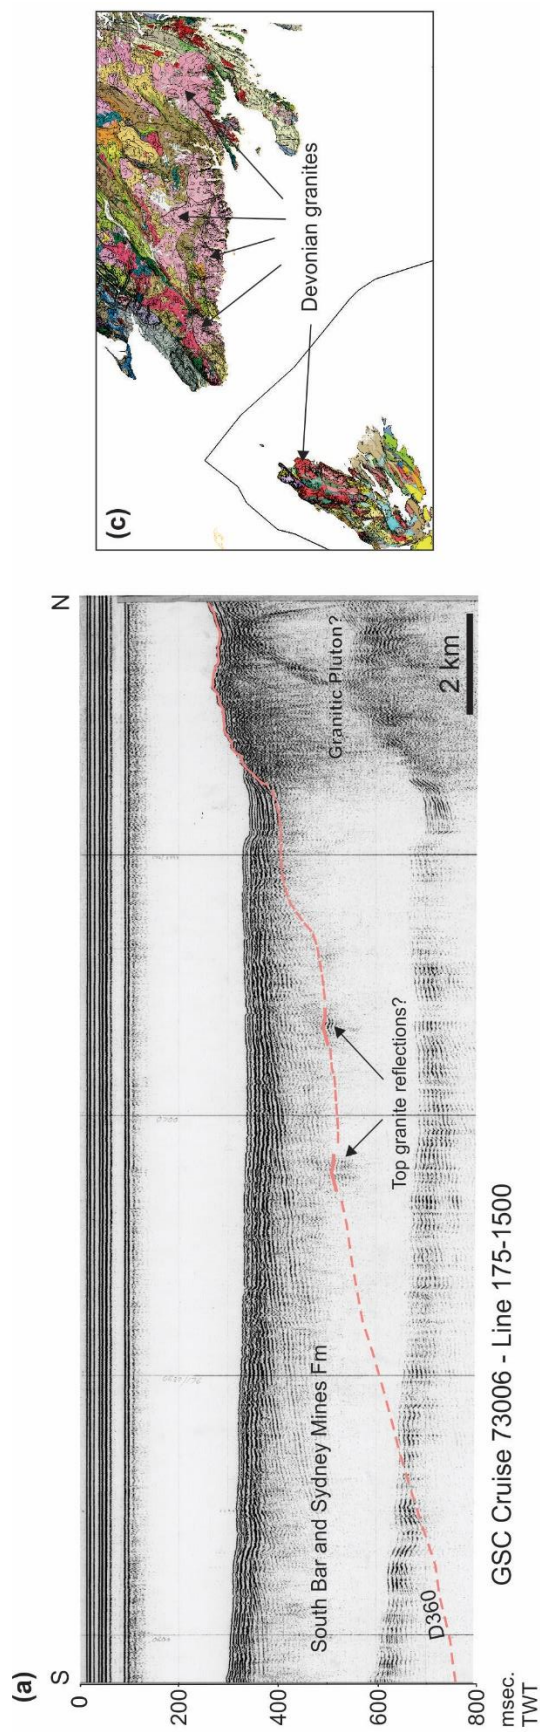 (a)
S
N
0
200
400
600
800
msec.
TWT
South Bar and Sydney Mines Fm
D360
Top granite reflections?
Granitic Pluton?
2 km
GSC Cruise 73006 - Line 175-1500
(c)
Devonian granites